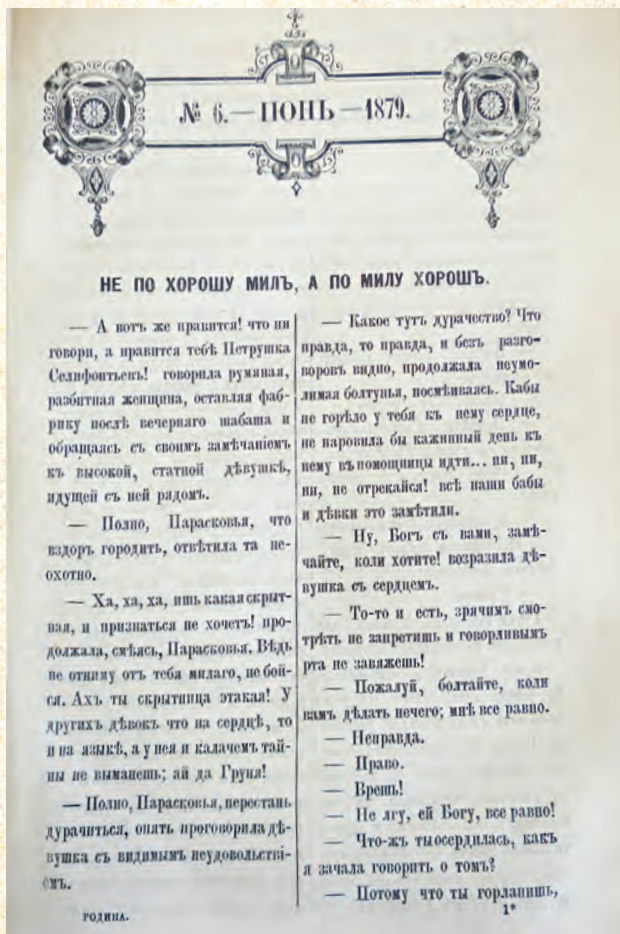 № 6.—ІЮНЬ—1879.
НЕ ПО ХОРОШУ МИЛЪ, А ПО МИЛУ ХОРОШЪ.
— А вотъ же нравится! что ни
говори, а нравится тебѣ Петрушка
Селифонтьевъ! говорила румяная,
разбитная женщина, оставляя фаб-
рику послѣ вечерняго шабаша и
обращаясь съ своимъ замѣчаніемъ
къ высокой, статной дѣвушкѣ,
идущей съ ней рядомъ.
— Полно, Парасковья, что
вздоръ городить, отвѣтила та не-
охотно.
— Ха, ха, ха, ишь какая скрыт-
ная, и признаться не хочетъ! про-
должала, смѣясь, Парасковья. Вѣдь
не отниму отъ тебя милаго, не бой-
ся. Ахъ ты скрытница этакая! У
другихъ дѣвокъ что на сердцѣ, то
и на языкѣ, а у нея и калачемъ тай-
ны не выманешь; ай да Груня!
— Полно, Парасковья, перестань
дурачиться, опять проговорила дѣ-
вушка съ видимымъ неудовольстві-
емъ.
РОДИНА.
— Какое тутъ дурачество? Что
правда, то правда, и безъ разго-
воровъ видно, продолжала неумо-
лимая болтунья, посмѣиваясь. Кабы
не горѣло у тебя къ нему сердце,
не наровила бы кажинный день къ
нему въ помощницы идти... ни, ни,
ни, не отрекайся! всѣ наши бабы
и дѣвки это замѣтили.
— Ну, Богъ съ вами, замѣ-
чайте, коли хотите! возразила дѣ-
вушка съ сердцемъ.
— То-то и есть, зрячимъ смо-
трѣть не запретишь и говорливымъ
рта не завяжешь!
— Пожалуй, болтайте, коли
вамъ дѣлать нечего; мнѣ все равно.
— Неправда.
— Право.
— Врешь!
— Не лгу, ей Богу, все равно!
— Что-жъ ты осердилась, какъ
я зачала говорить о томъ?
— Потому что ты горланишь,
1*